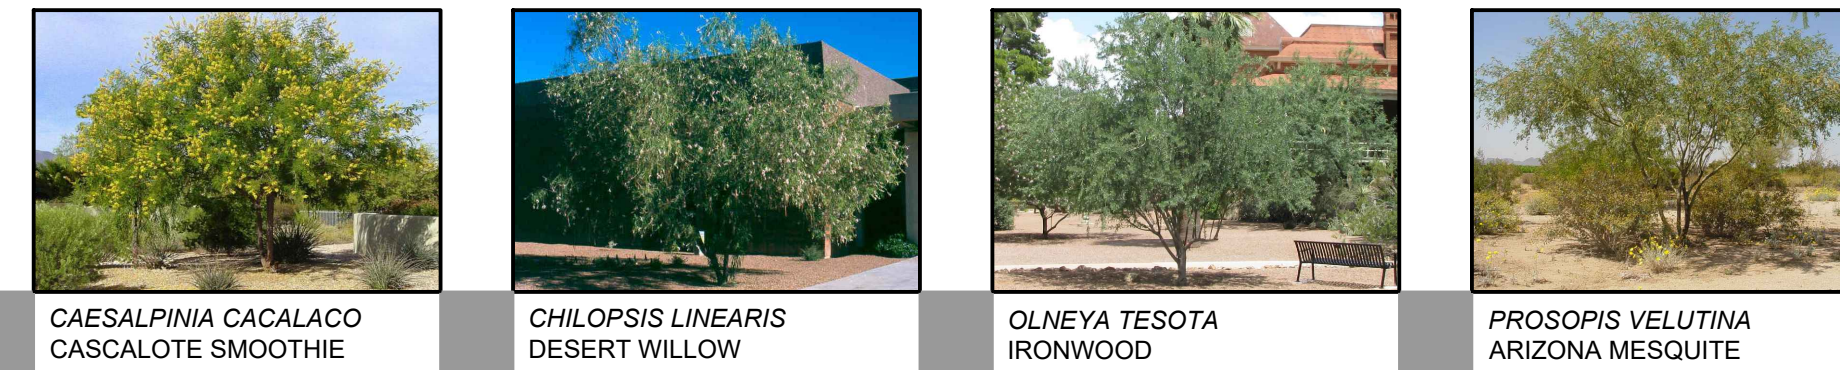 CAESALPINIA CACALACO
CASCALOTE SMOOTHIE
CHILOPSIS LINEARIS
DESERT WILLOW
OLNEYA TESOTA
IRONWOOD
PROSOPIS VELUTINA
ARIZONA MESQUITE